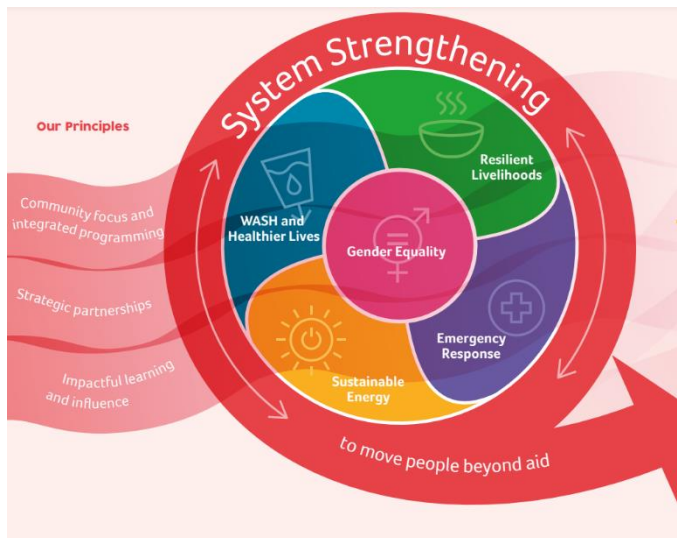 System Strengthening
Our Principles
Community focus and
integrated programming
Strategic partnerships
Impactful learning
and influence
Resilient
Livelihoods
WASH and
Healthier Lives
Gender Equality
Emergency
Response
Sustainable
Energy
to move people beyond aid